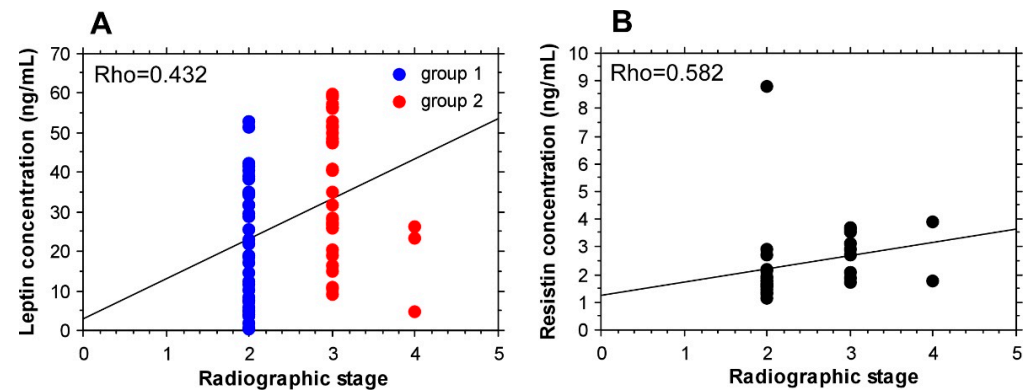 A
Rho=0.432
group 1
group 2
Leptin concentration (ng/mL)
70
60
50
40
30
20
10
0
0 1 2 3 4 5
Radiographic stage
B
Rho=0.582
Resistin concentration (ng/mL)
10
9
8
7
6
5
4
3
2
1
0
0 1 2 3 4 5
Radiographic stage